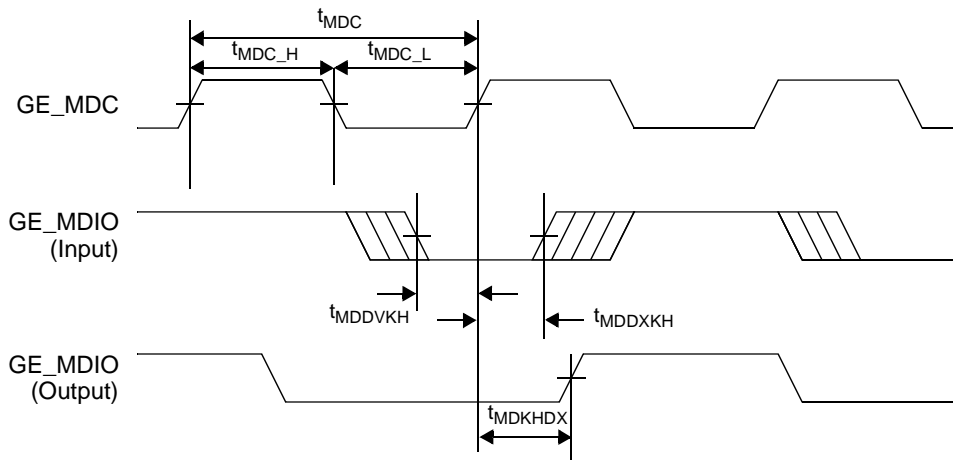 tMDC
tMDC_H
tMDC_L
GE_MDC
GE_MDIO
(Input)
tMDDVKH
tMDDXKH
GE_MDIO
(Output)
tMDKHDX